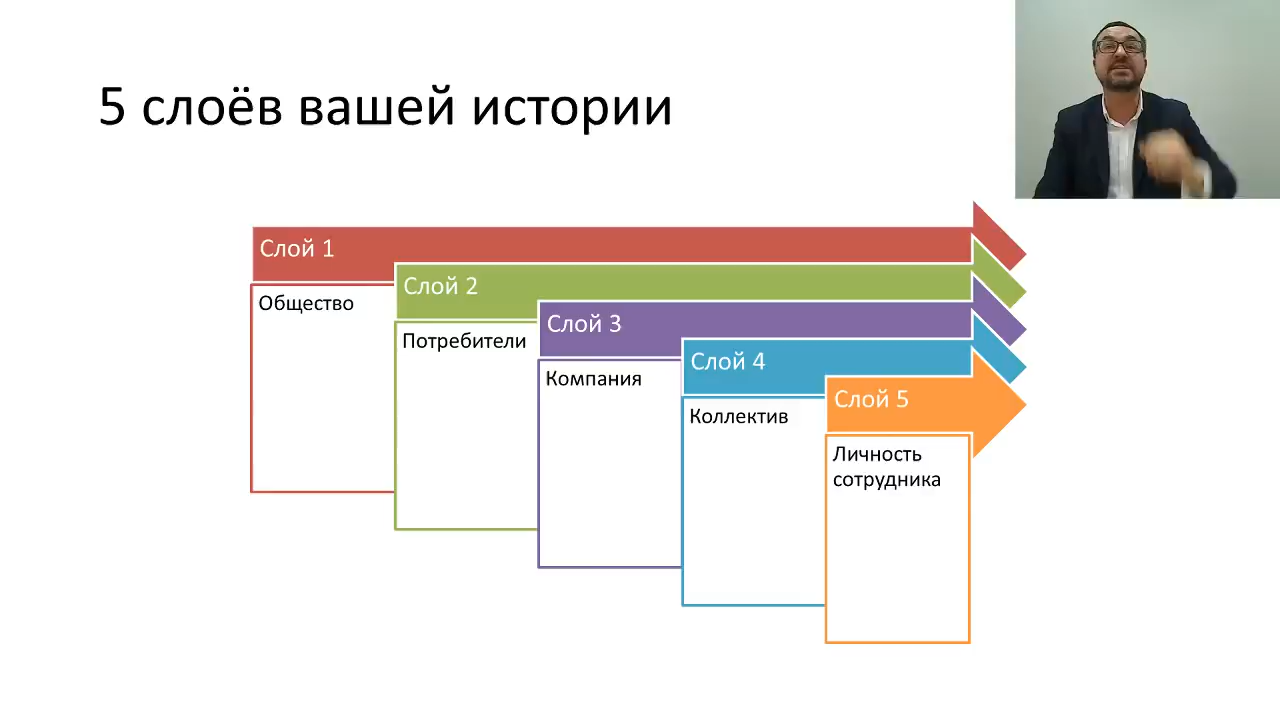 5 слоёв вашей истории
Слой 1
Общество
Слой 2
Потребители
Слой 3
Компания
Слой 4
Коллектив
Слой 5
Личность
сотрудника